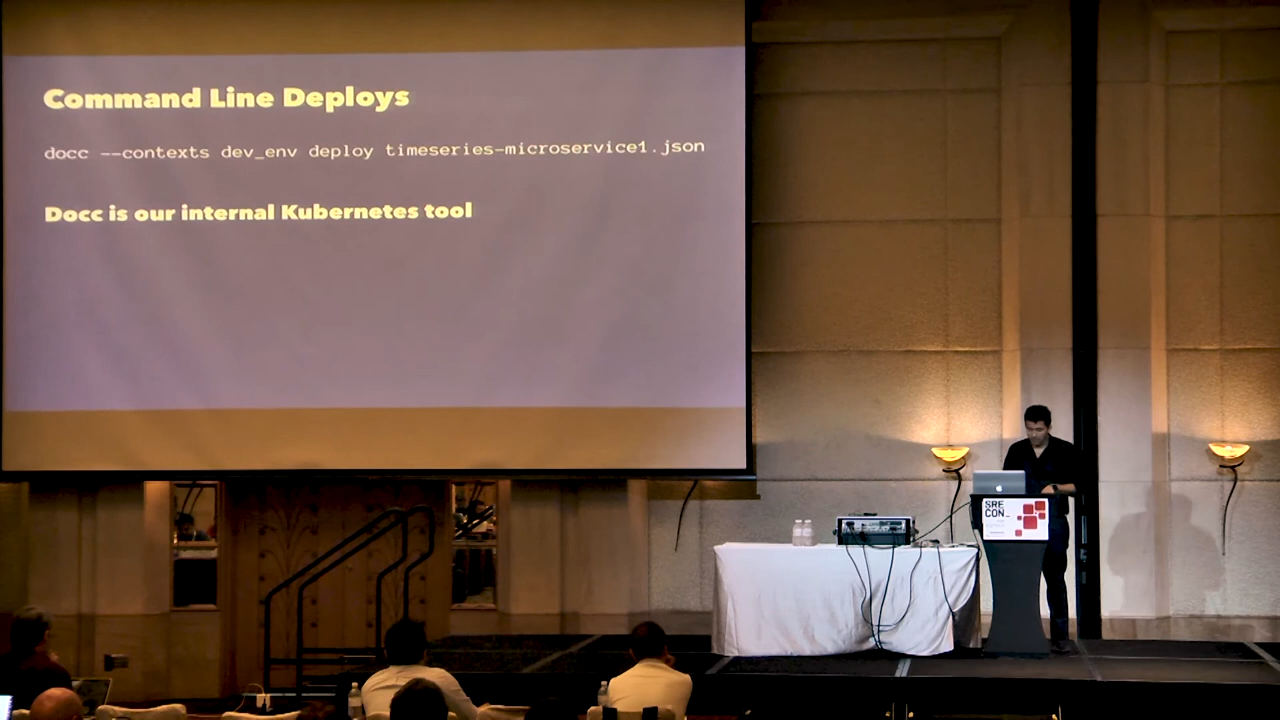 Command Line Deploys
docc --contexts dev_env deploy timeseries-microservice1.json
Docc is our internal Kubernetes tool
SRE
CON